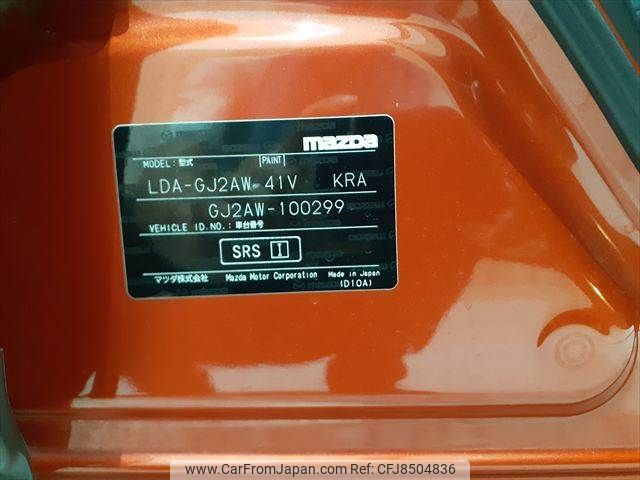 mazda
MODEL: 型式 PAINT
LDA-GJ2AW 41V KRA
GJ2AW-100299
VEHICLE ID.NO.: 車台番号
SRS I
マツダ株式会社 Mazda Motor Corporation Made in Japan
(D10A)
www.CarFromJapan.com ID: CFJ8504836